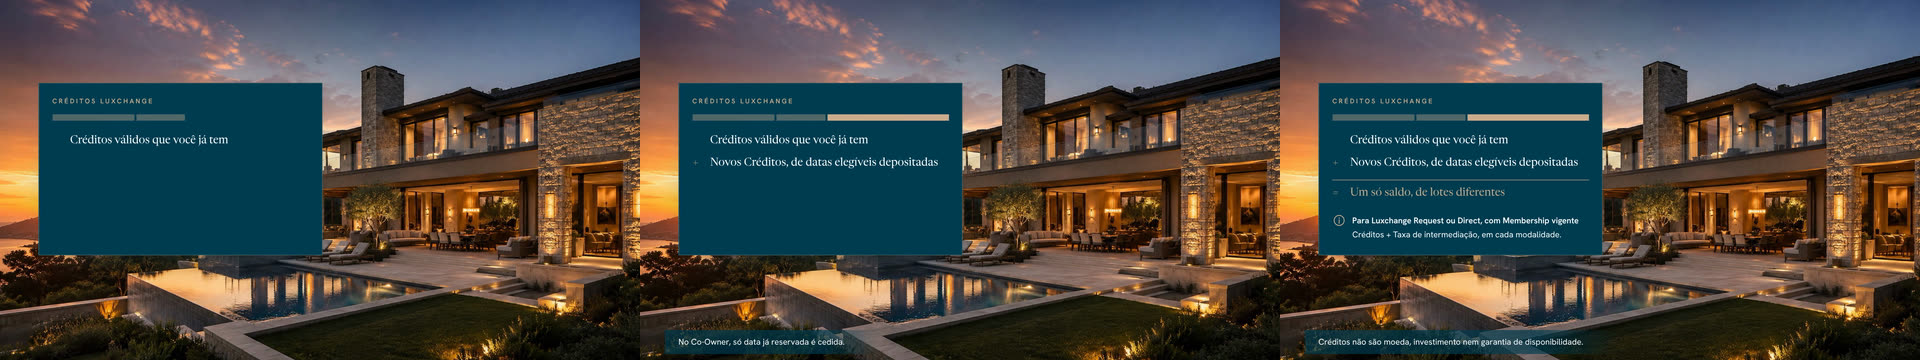 CRÉDITOS LUXCHANGE
Créditos válidos que você já tem
CRÉDITOS LUXCHANGE
Créditos válidos que você já tem
+ Novos Créditos, de datas elegíveis depositadas
No Co-Owner, só data já reservada é cedida.
CRÉDITOS LUXCHANGE
Créditos válidos que você já tem
+ Novos Créditos, de datas elegíveis depositadas
= Um só saldo, de lotes diferentes
Para Luxchange Request ou Direct, com Membership vigente
Créditos + Taxa de intermediação, em cada modalidade.
Créditos não são moeda, investimento nem garantia de disponibilidade.